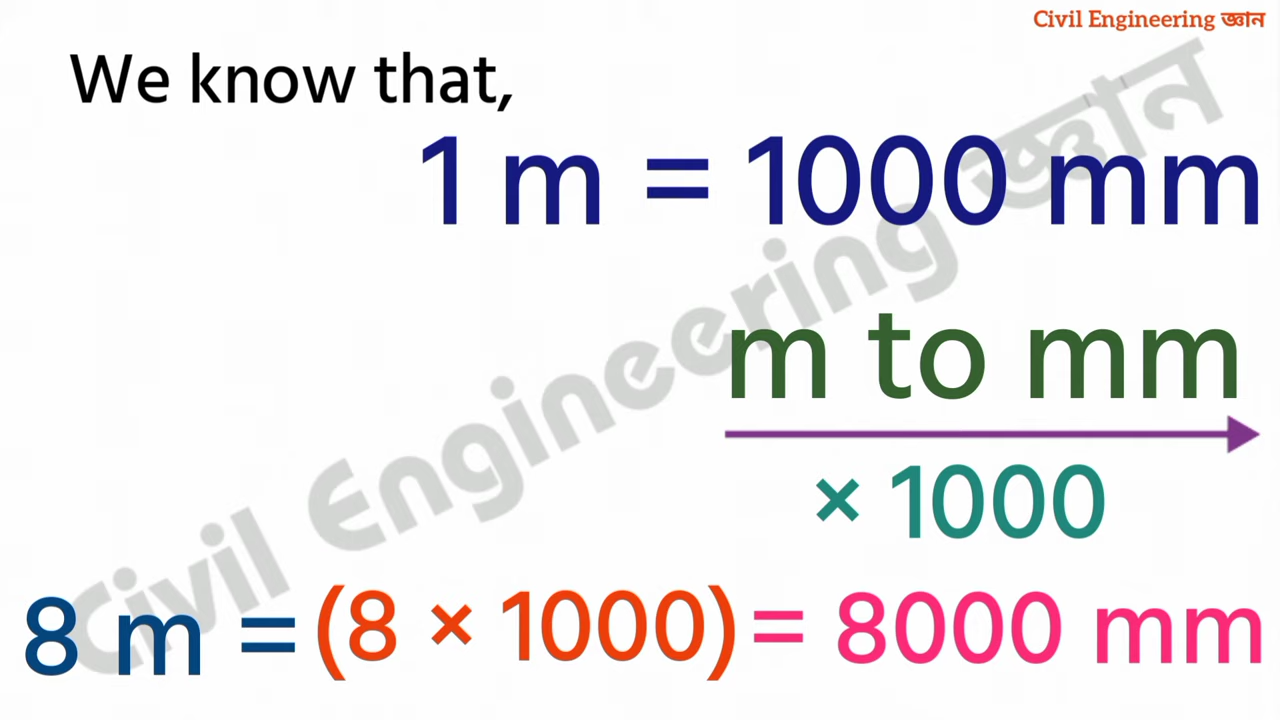 Civil Engineering জ্ঞান
We know that,
1 m = 1000 mm
m to mm
× 1000
8 m = (8 × 1000) = 8000 mm
Civil Engineering জ্ঞান